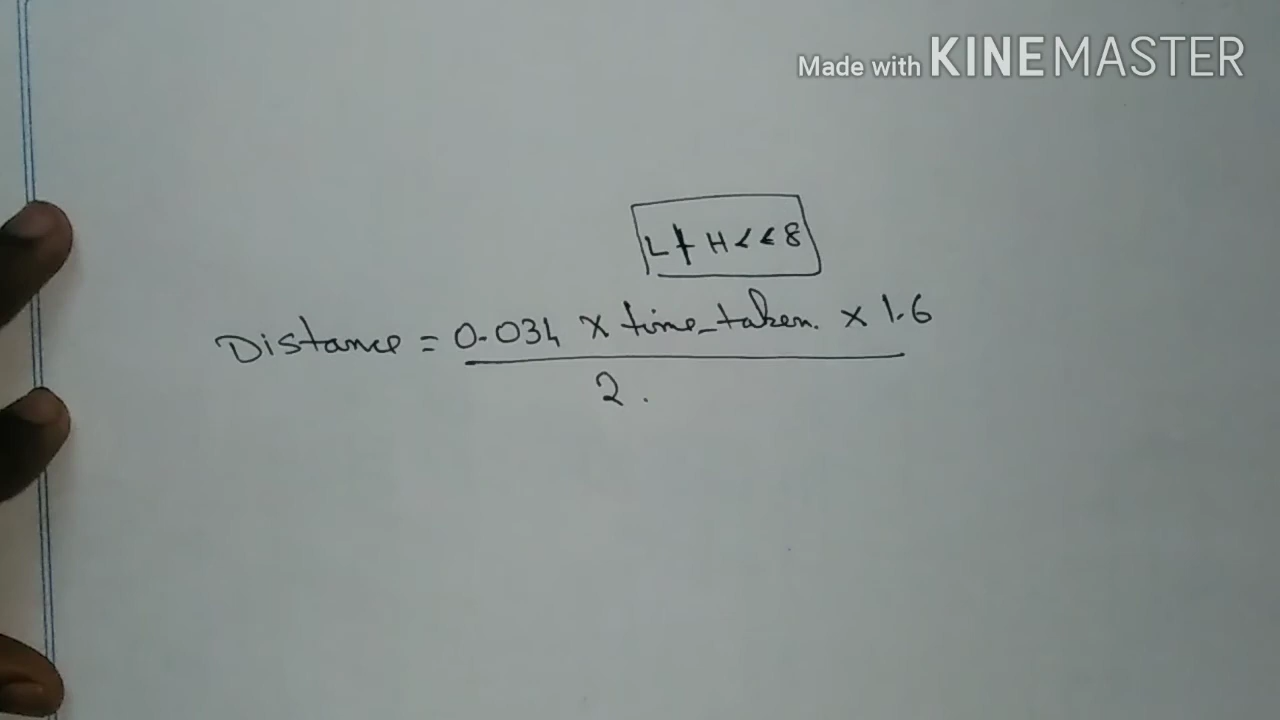 Made with KINEMASTER
L + H << 8
Distance = 0.034 × time_taken. × 1.6
2.